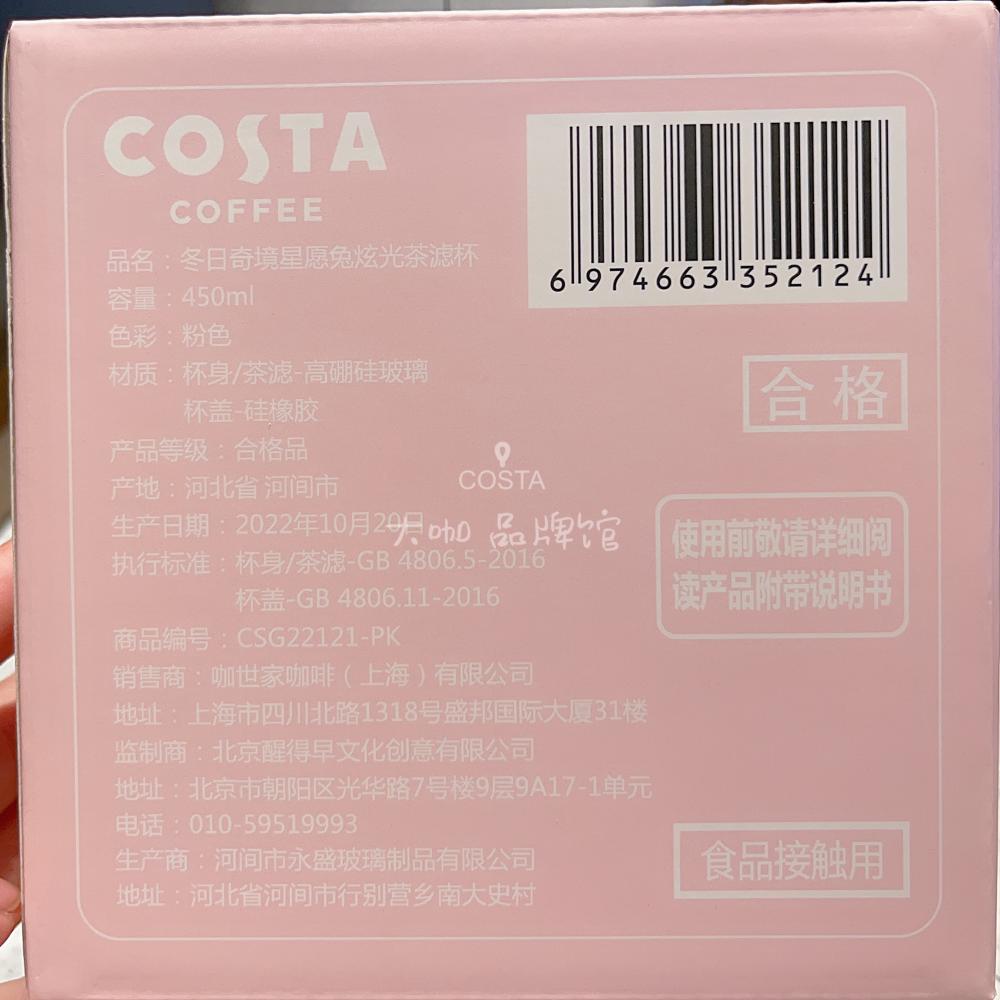 COSTA
COFFEE
6 974663 352124
品名：冬日奇境星愿兔炫光茶滤杯
容量：450ml
色彩：粉色
材质：杯身/茶滤-高硼硅玻璃
杯盖-硅橡胶
合格
产品等级：合格品
产地：河北省 河间市
COSTA
生产日期：2022年10月20日
大咖 品牌馆
使用前敬请详细阅
读产品附带说明书
执行标准：杯身/茶滤-GB 4806.5-2016
杯盖-GB 4806.11-2016
商品编号：CSG22121-PK
销售商：咖世家咖啡（上海）有限公司
地址：上海市四川北路1318号盛邦国际大厦31楼
监制商：北京醒得早文化创意有限公司
地址：北京市朝阳区光华路7号楼9层9A17-1单元
电话：010-59519993
生产商：河间市永盛玻璃制品有限公司
地址：河北省河间市行别营乡南大史村
食品接触用